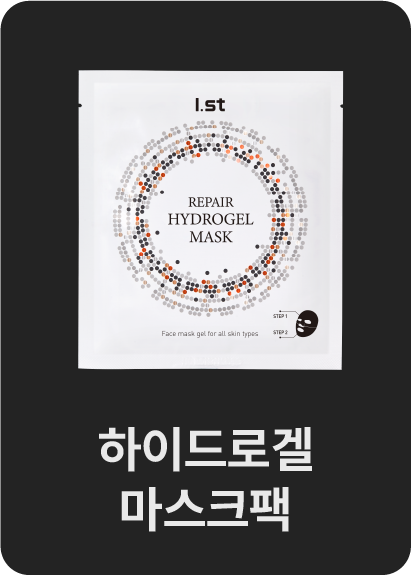 I.st
REPAIR
HYDROGEL
MASK
STEP 1
STEP 2
Face mask gel for all skin types
하이드로겔
마스크팩